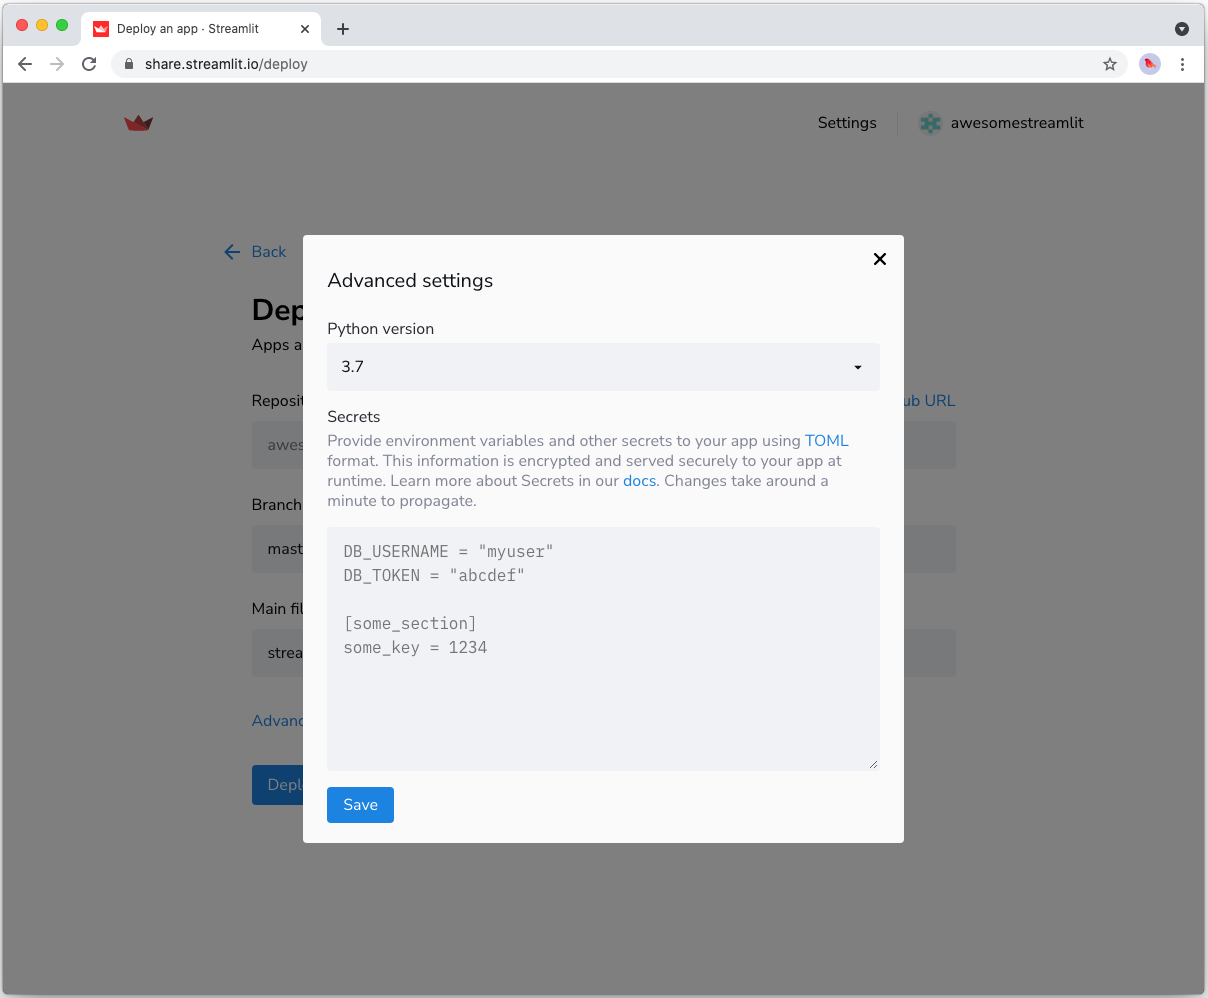 Deploy an app · Streamlit
share.streamlit.io/deploy
Settings
awesomestreamlit
Back
Dep
Apps a
Reposit
ub URL
awes
Branch
mast
Main fil
strea
Advanc
Depl
Advanced settings
Python version
3.7
Secrets
Provide environment variables and other secrets to your app using TOML
format. This information is encrypted and served securely to your app at
runtime. Learn more about Secrets in our docs. Changes take around a
minute to propagate.
DB_USERNAME = "myuser"
DB_TOKEN = "abcdef"
[some_section]
some_key = 1234
Save